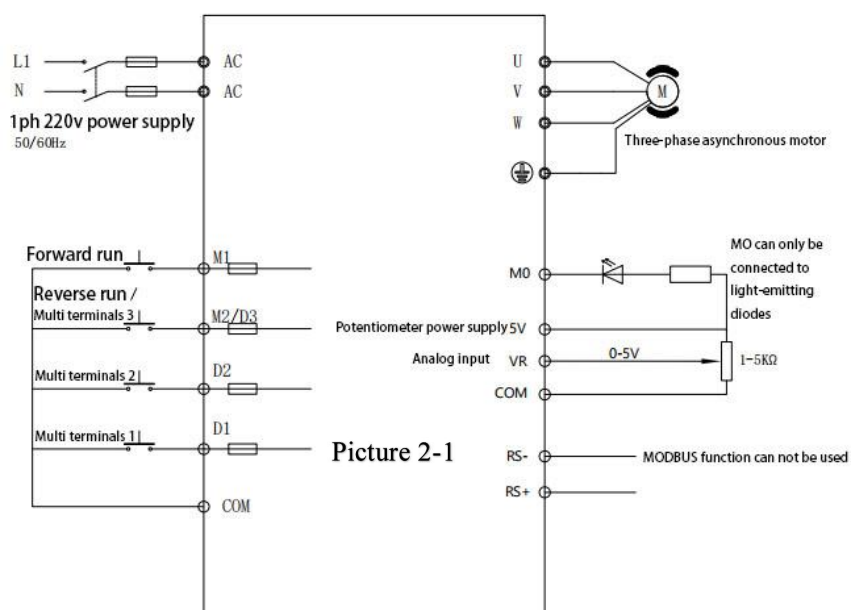 L1
AC
N
AC
1ph 220v power supply
50/60Hz
U
V
W
M
Three-phase asynchronous motor
Forward run
M1
Reverse run /
Multi terminals 3
M2/D3
Multi terminals 2
D2
Multi terminals 1
D1
COM
Picture 2-1
M0
MO can only be
connected to
light-emitting
diodes
Potentiometer power supply 5V
Analog input
VR
0-5V
1-5KΩ
COM
RS-
MODBUS function can not be used
RS+